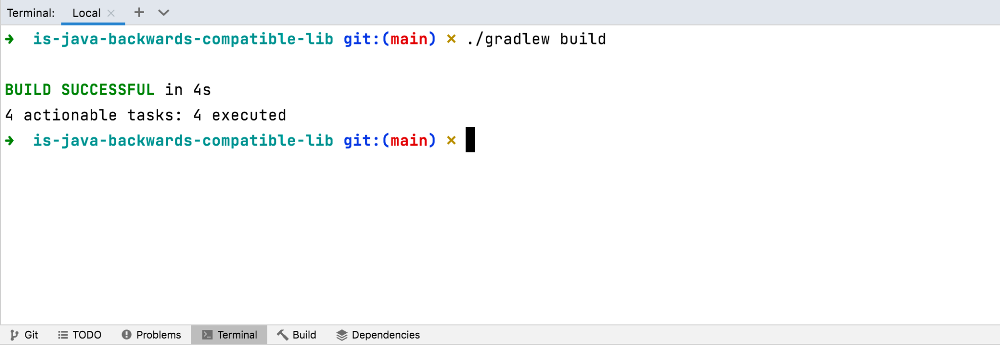 Terminal: Local × + 
➜ is-java-backwards-compatible-lib git:(main) ✗ ./gradlew build
BUILD SUCCESSFUL in 4s
4 actionable tasks: 4 executed
➜ is-java-backwards-compatible-lib git:(main) ✗
Git TODO Problems Terminal Build Dependencies